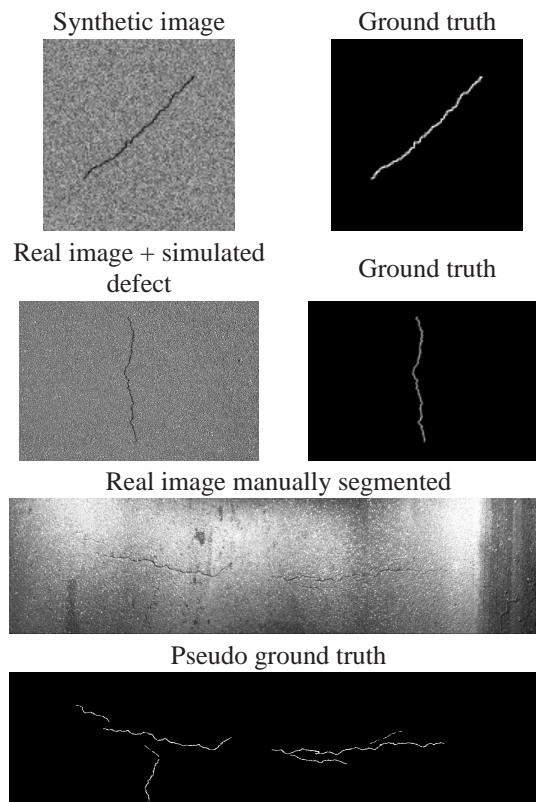 Synthetic image
Ground truth
Real image + simulated
defect
Ground truth
Real image manually segmented
Pseudo ground truth